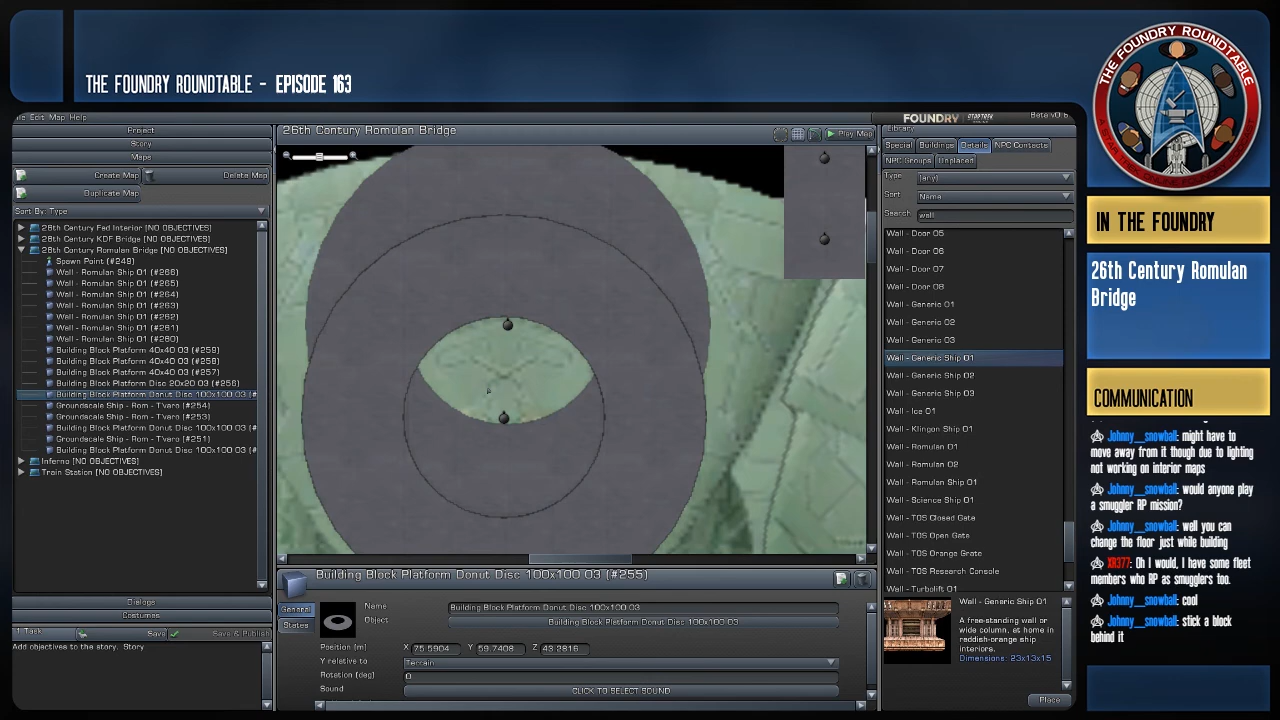 THE FOUNDRY ROUNDTABLE - EPISODE 163
THE FOUNDRY ROUNDTABLE
Edit Map Help
Project
Story
Maps
Create Map
Delete Map
Duplicate Map
Sort By: Type
26th Century Fed Interior [NO OBJECTIVES]
26th Century KDF Bridge [NO OBJECTIVES]
26th Century Romulan Bridge [NO OBJECTIVES]
Spawn Point (#249)
Wall - Romulan Ship 01 (#266)
Wall - Romulan Ship 01 (#265)
Wall - Romulan Ship 01 (#264)
Wall - Romulan Ship 01 (#263)
Wall - Romulan Ship 01 (#262)
Wall - Romulan Ship 01 (#261)
Wall - Romulan Ship 01 (#260)
Building Block Platform 40x40 03 (#259)
Building Block Platform 40x40 03 (#258)
Building Block Platform 40x40 03 (#257)
Building Block Platform Disc 20x20 03 (#256)
Building Block Platform Donut Disc 100x100 03 (#
Groundscale Ship - Rom - T'varo (#254)
Groundscale Ship - Rom - T'varo (#253)
Building Block Platform Donut Disc 100x100 03 (#
Groundscale Ship - Rom - T'varo (#251)
Building Block Platform Donut Disc 100x100 03 (#
Inferno [NO OBJECTIVES]
Train Station [NO OBJECTIVES]
Dialogs
Costumes
1 Task
Save
Save & Publish
Add objectives to the story. Story
26th Century Romulan Bridge
Play Map
Building Block Platform Donut Disc 100x100 03 (#255)
General
States
Name
Building Block Platform Donut Disc 100x100 03
Object
Building Block Platform Donut Disc 100x100 03
Position [m]
X 75.5904 Y 59.7408 Z 43.2816
Y relative to
Terrain
Rotation [deg]
0
Sound
CLICK TO SELECT SOUND
FOUNDRY
Library
Special
Buildings
Details
NPC Contacts
NPC Groups
Unplaced
Type
[any]
Sort
Name
Search
wall
Wall - Door 05
Wall - Door 06
Wall - Door 07
Wall - Door 08
Wall - Generic 01
Wall - Generic 02
Wall - Generic 03
Wall - Generic Ship 01
Wall - Generic Ship 02
Wall - Generic Ship 03
Wall - Ice 01
Wall - Klingon Ship 01
Wall - Romulan 01
Wall - Romulan 02
Wall - Romulan Ship 01
Wall - Science Ship 01
Wall - TOS Closed Gate
Wall - TOS Open Gate
Wall - TOS Orange Grate
Wall - TOS Research Console
Wall - Turbolift 01
Wall - Generic Ship 01
A free-standing wall or
wide column, at home in
reddish-orange ship
interiors.
Dimensions: 23x13x15
Place
IN THE FOUNDRY
26th Century Romulan
Bridge
COMMUNICATION
Johnny__snowball: might have to
move away from it though due to lighting
not working on interior maps
Johnny__snowball: would anyone play
a smuggler RP mission?
Johnny__snowball: well you can
change the floor just while building
XR377: Oh I would, I have some fleet
members who RP as smugglers too.
Johnny__snowball: cool
Johnny__snowball: stick a block
behind it